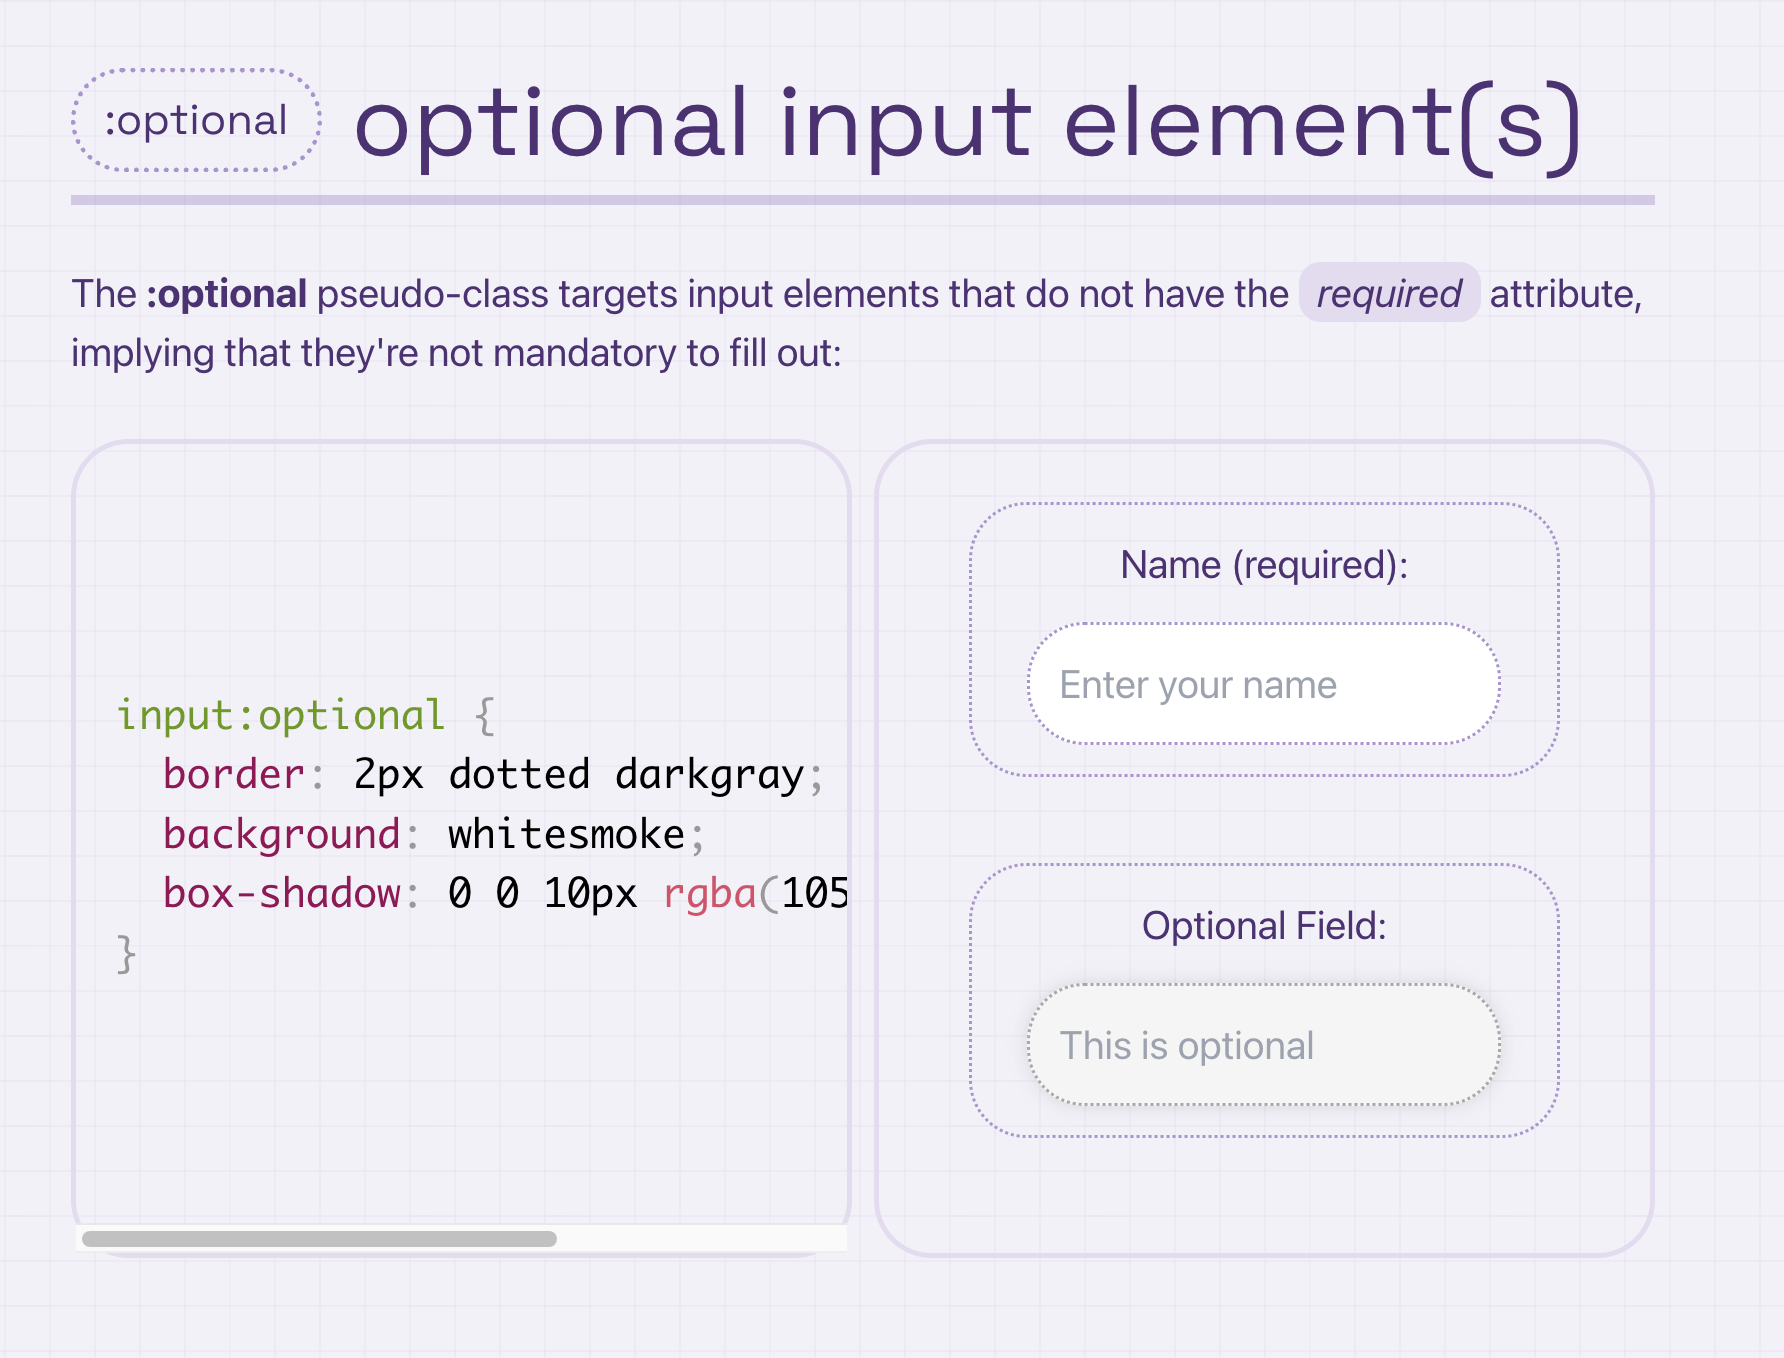 :optional optional input element(s)
The :optional pseudo-class targets input elements that do not have the required attribute,
implying that they're not mandatory to fill out:
input:optional {
  border: 2px dotted darkgray;
  background: whitesmoke;
  box-shadow: 0 0 10px rgba(105
}
Name (required):
Enter your name
Optional Field:
This is optional